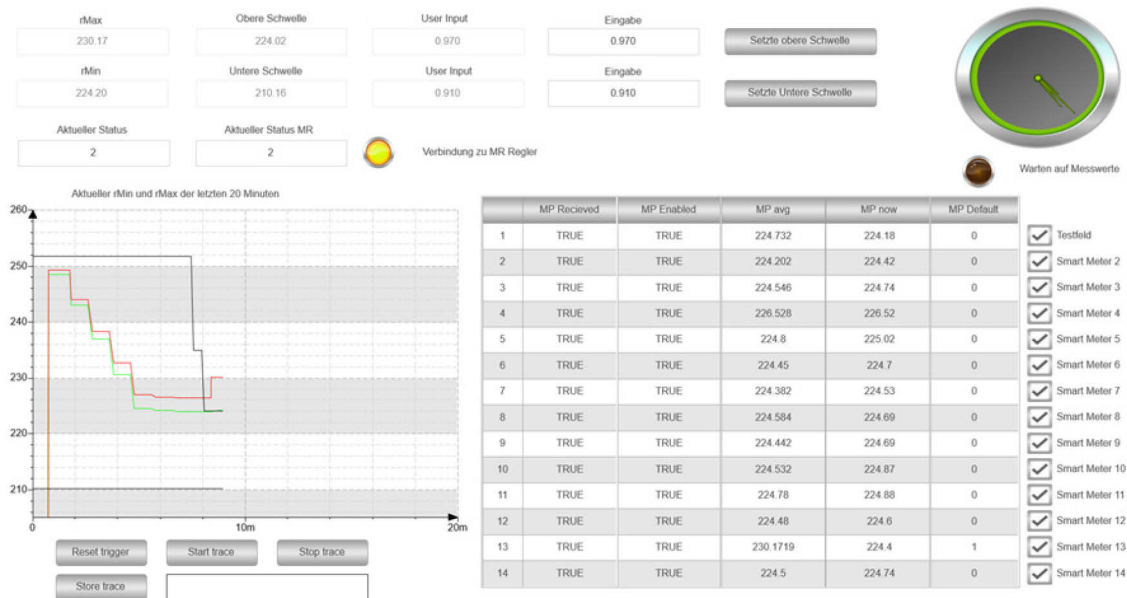 rMax Obere Schwelle User Input Eingabe
230.17 224.02 0.970 0.970 Setzte obere Schwelle
rMin Untere Schwelle User Input Eingabe
224.20 210.16 0.910 0.910 Setzte Untere Schwelle
Aktueller Status Aktueller Status MR
2 2 Verbindung zu MR Regler
Warten auf Messwerte
Aktueller rMin und rMax der letzten 20 Minuten
260
250
240
230
220
210
0 10m 20m
Reset trigger Start trace Stop trace
Store trace
MP Recieved MP Enabled MP avg MP now MP Default
1 TRUE TRUE 224.732 224.18 0 Testfeld
2 TRUE TRUE 224.202 224.42 0 Smart Meter 2
3 TRUE TRUE 224.546 224.74 0 Smart Meter 3
4 TRUE TRUE 226.528 226.52 0 Smart Meter 4
5 TRUE TRUE 224.8 225.02 0 Smart Meter 5
6 TRUE TRUE 224.45 224.7 0 Smart Meter 6
7 TRUE TRUE 224.382 224.53 0 Smart Meter 7
8 TRUE TRUE 224.584 224.69 0 Smart Meter 8
9 TRUE TRUE 224.442 224.69 0 Smart Meter 9
10 TRUE TRUE 224.532 224.87 0 Smart Meter 10
11 TRUE TRUE 224.78 224.88 0 Smart Meter 11
12 TRUE TRUE 224.48 224.6 0 Smart Meter 12
13 TRUE TRUE 230.1719 224.4 1 Smart Meter 13
14 TRUE TRUE 224.5 224.74 0 Smart Meter 14